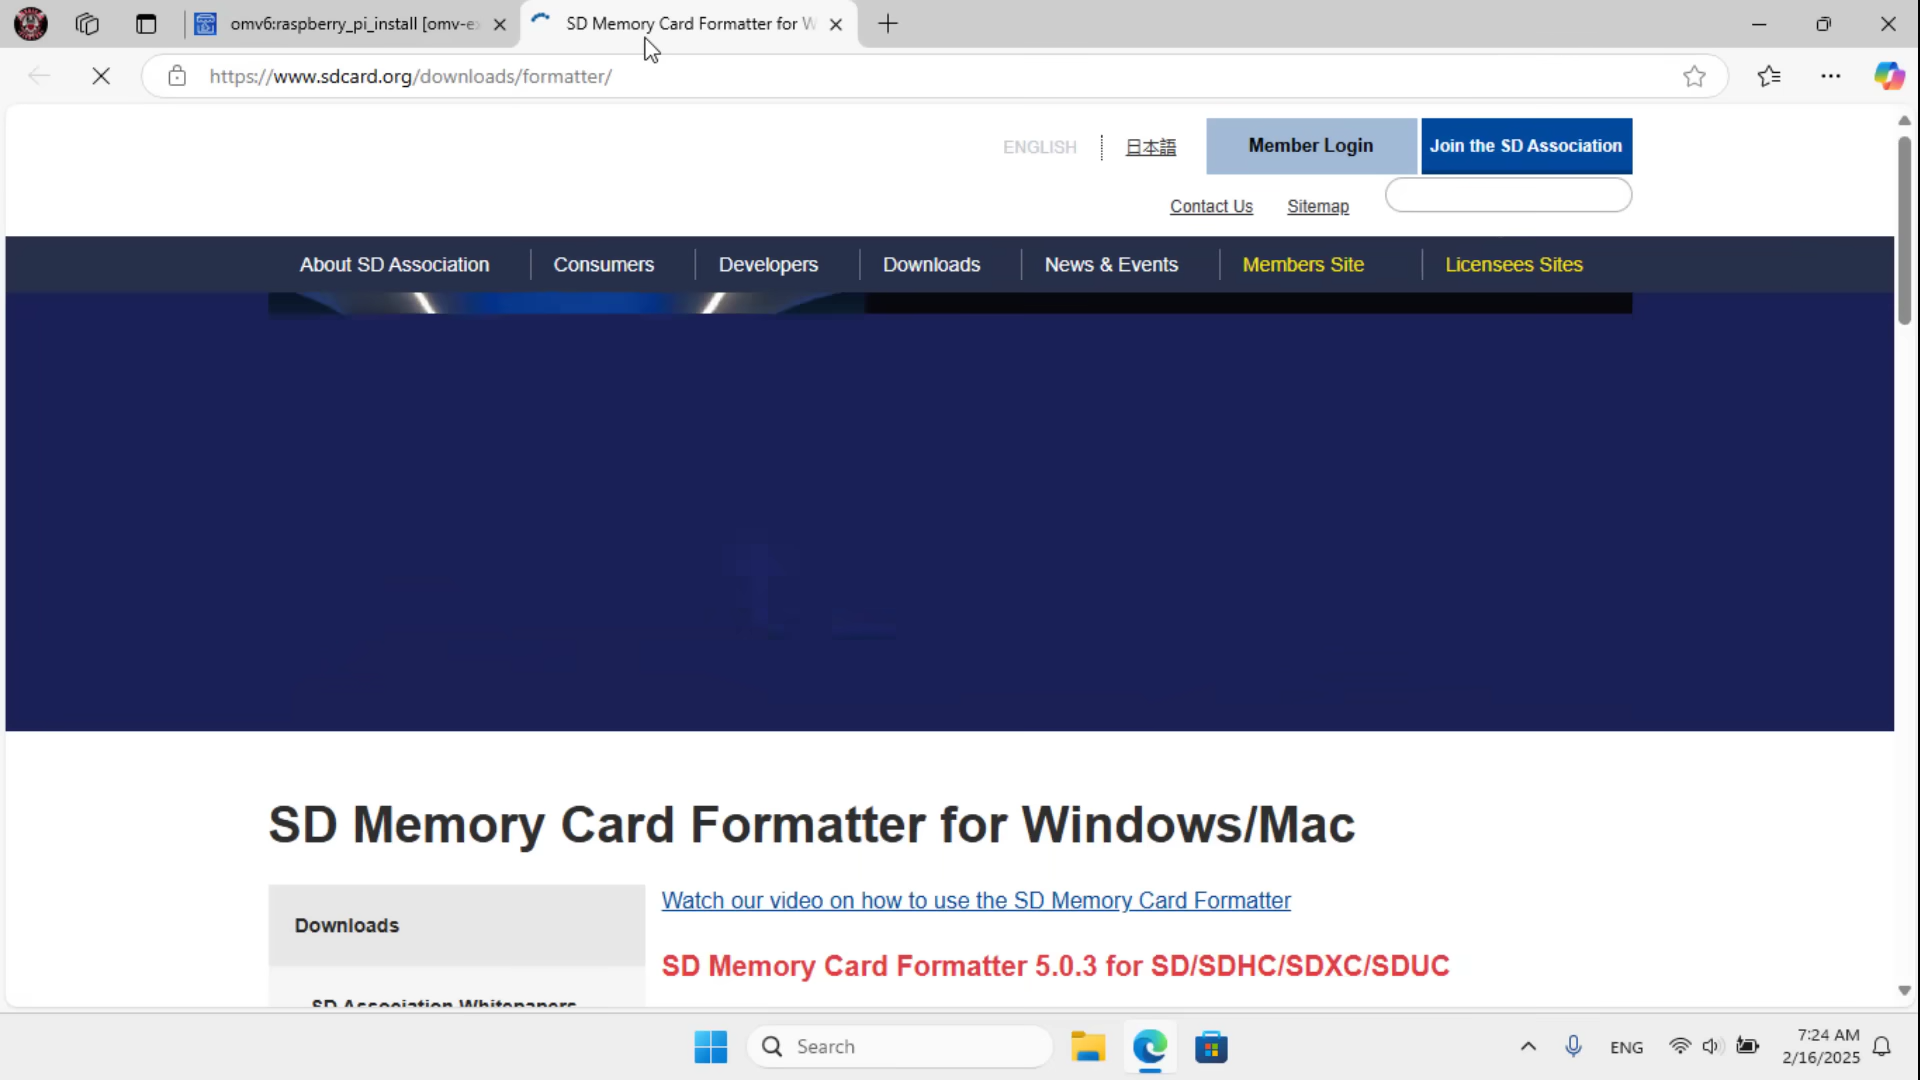 omv6:raspberry_pi_install [omv-e
SD Memory Card Formatter for W
https://www.sdcard.org/downloads/formatter/
ENGLISH
日本語
Member Login
Join the SD Association
Contact Us
Sitemap
About SD Association
Consumers
Developers
Downloads
News & Events
Members Site
Licensees Sites
SD Memory Card Formatter for Windows/Mac
Downloads
Watch our video on how to use the SD Memory Card Formatter
SD Memory Card Formatter 5.0.3 for SD/SDHC/SDXC/SDUC
SD Association Whitepapers
Search
ENG
7:24 AM
2/16/2025